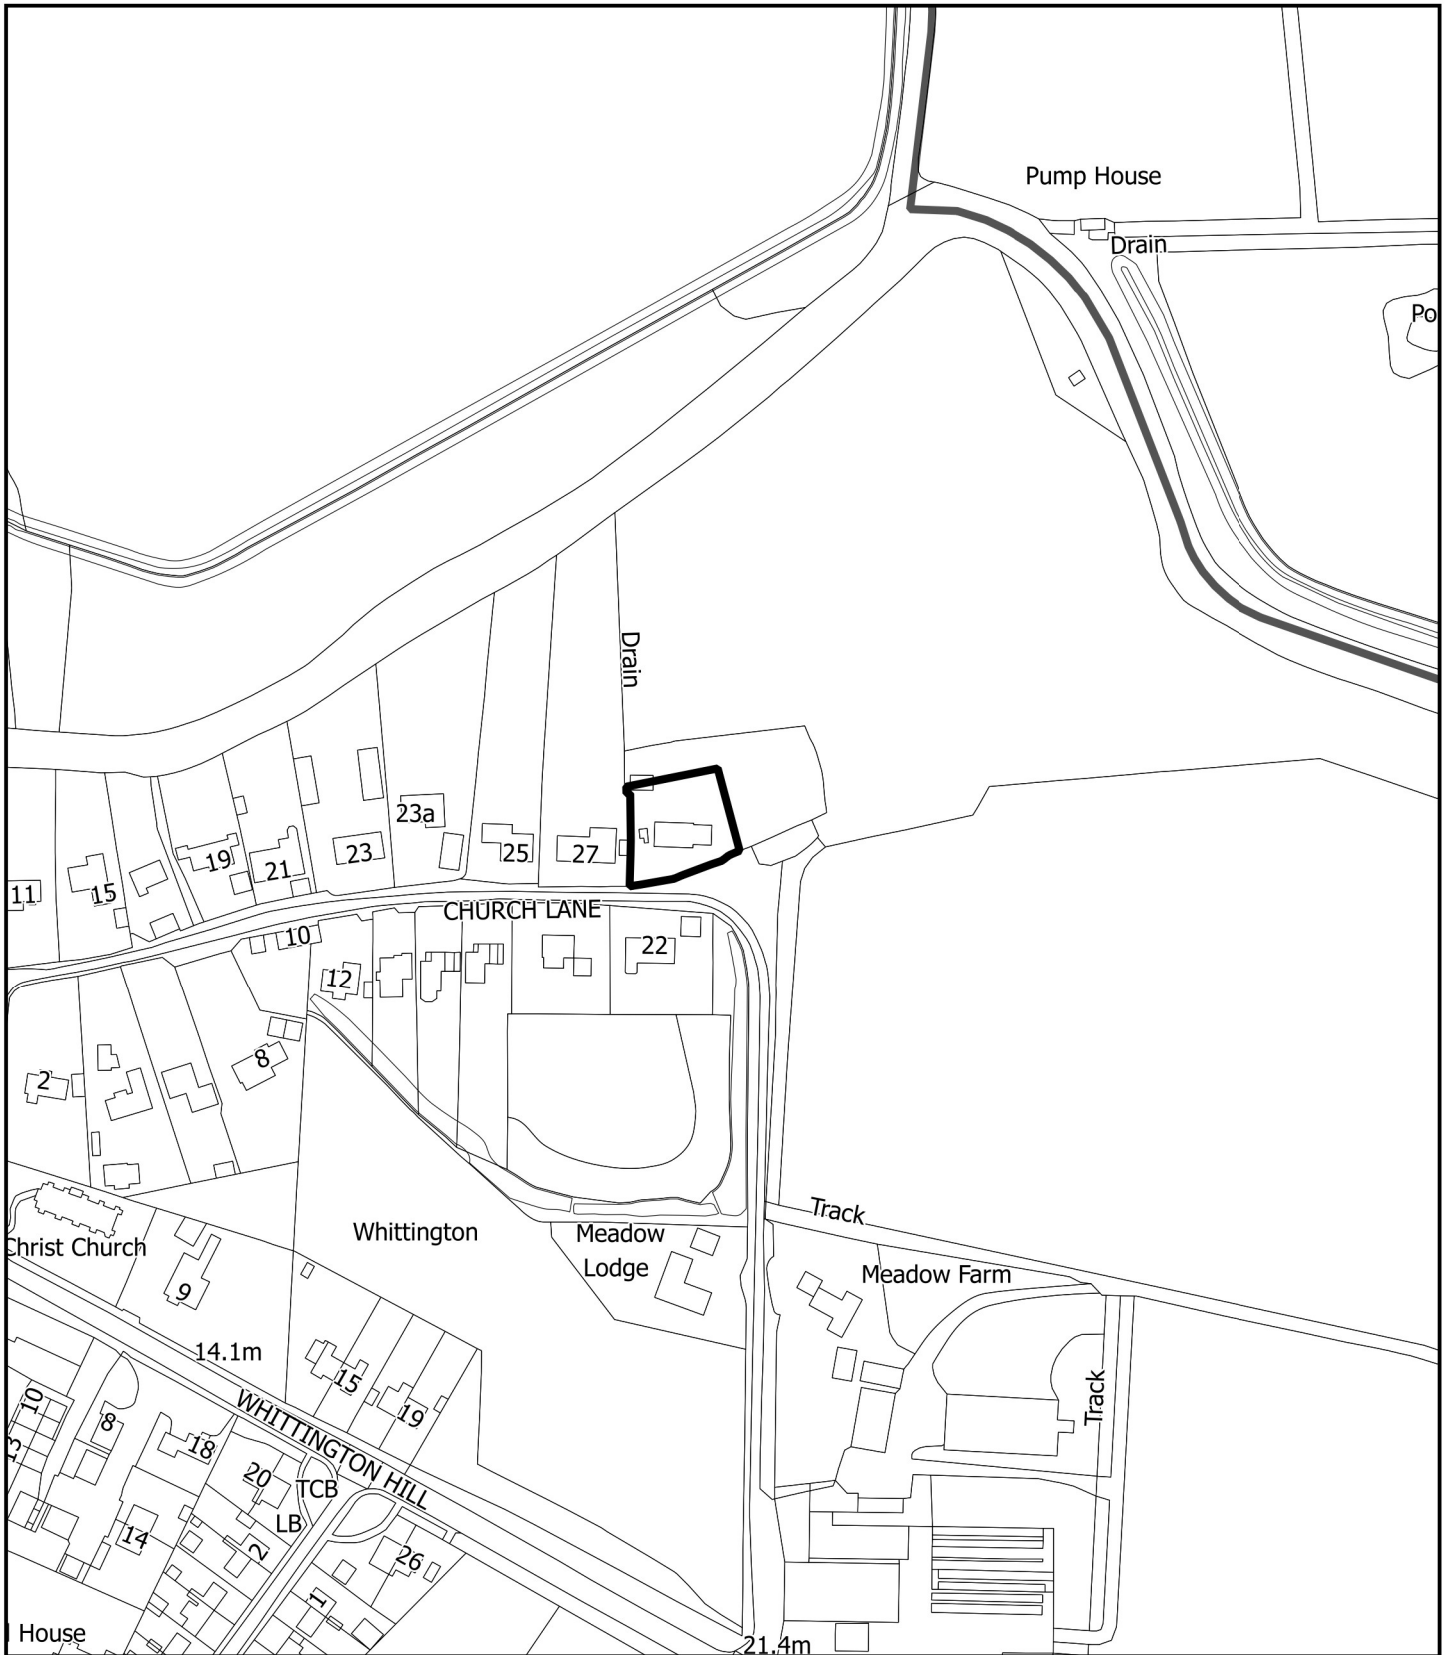 Pump House
Drain
Po
Drain
23a
19
21
23
25
27
11
15
CHURCH LANE
10
22
12
8
2
Track
Whittington
Meadow
Lodge
Christ Church
Meadow Farm
9
14.1m
15
19
Track
WHITTINGTON HILL
10
8
13
18
20
TCB
LB
14
2
26
1
l House
21.4m